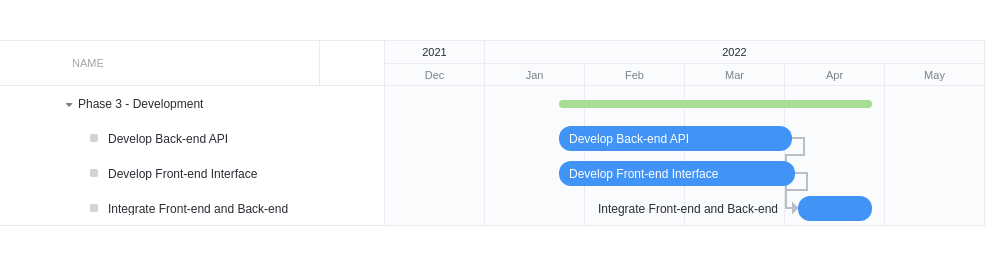 2021 2022
NAME
Dec Jan Feb Mar Apr May
Phase 3 - Development
Develop Back-end API Develop Back-end API
Develop Front-end Interface Develop Front-end Interface
Integrate Front-end and Back-end Integrate Front-end and Back-end